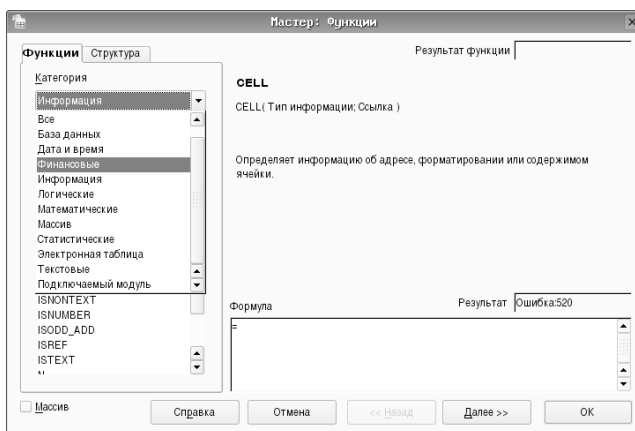 Мастер: Функции
Функции
Структура
Результат функции
Категория
Информация
Все
База данных
Дата и время
Финансовые
Информация
Логические
Математические
Массив
Статистические
Электронная таблица
Текстовые
Подключаемый модуль
ISNONTEXT
ISNUMBER
ISODD_ADD
ISREF
ISTEXT
CELL
CELL( Тип информации; Ссылка )
Определяет информацию об адресе, форматировании или содержимом
ячейки.
Формула
Результат
Ошибка:520
=
Массив
Справка
Отмена
<< Назад
Далее >>
OK